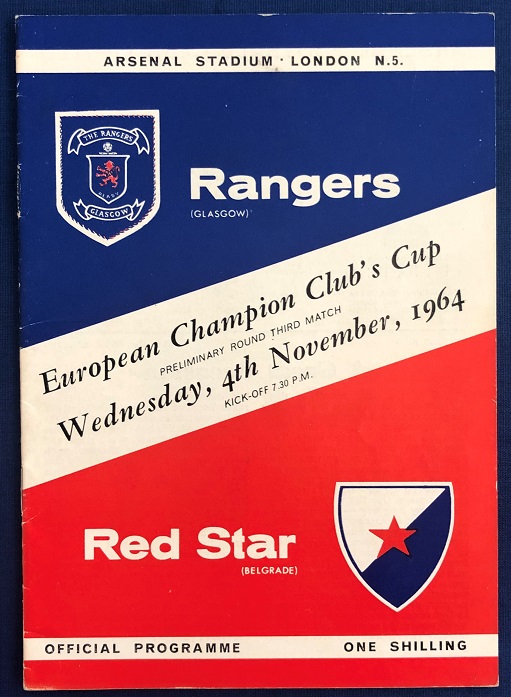 ARSENAL STADIUM · LONDON N.5.
THE RANGERS
GLASGOW
Rangers
(GLASGOW)
European Champion Club's Cup
PRELIMINARY ROUND THIRD MATCH
Wednesday, 4th November, 1964
KICK-OFF 7.30 P.M.
Red Star
(BELGRADE)
OFFICIAL PROGRAMME
ONE SHILLING